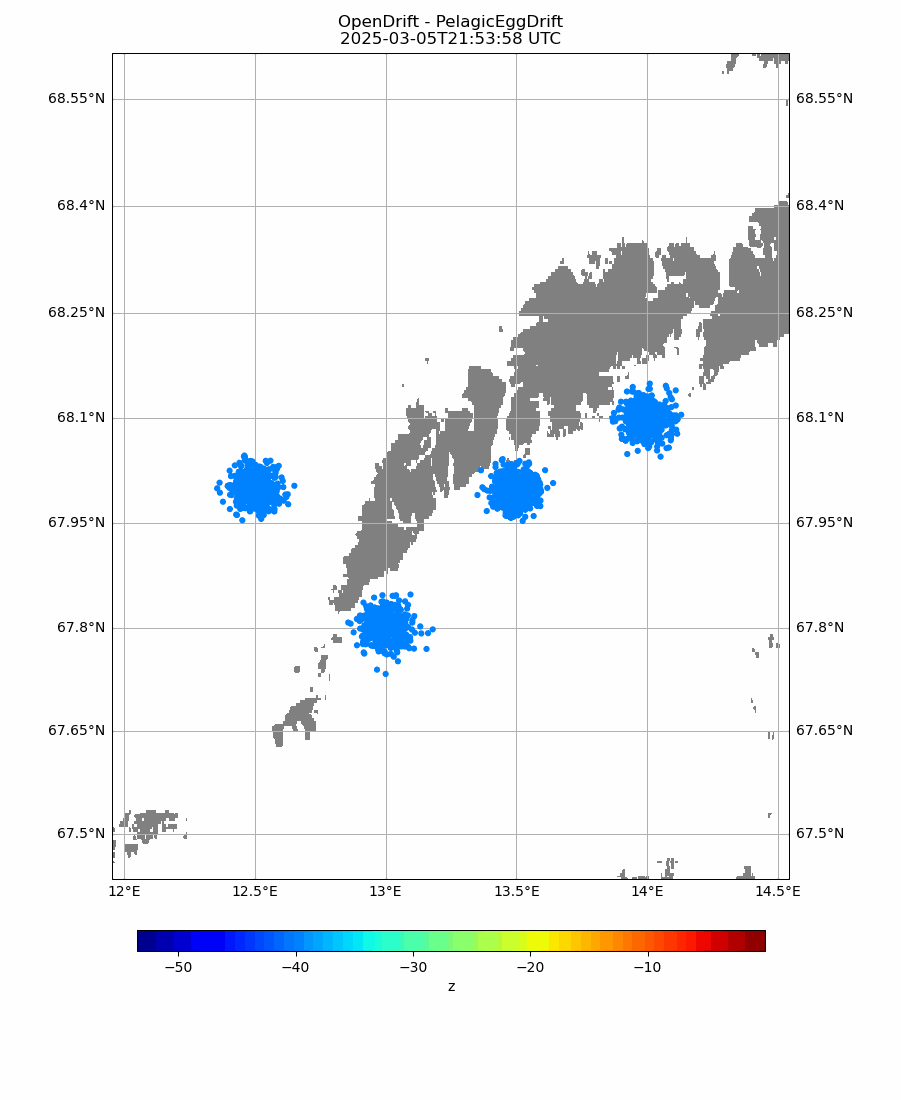 OpenDrift - PelagicEggDrift
2025-03-05T21:53:58 UTC
68.55°N 68.55°N
68.4°N 68.4°N
68.25°N 68.25°N
68.1°N 68.1°N
67.95°N 67.95°N
67.8°N 67.8°N
67.65°N 67.65°N
67.5°N 67.5°N
12°E 12.5°E 13°E 13.5°E 14°E 14.5°E
−50 −40 −30 −20 −10
z